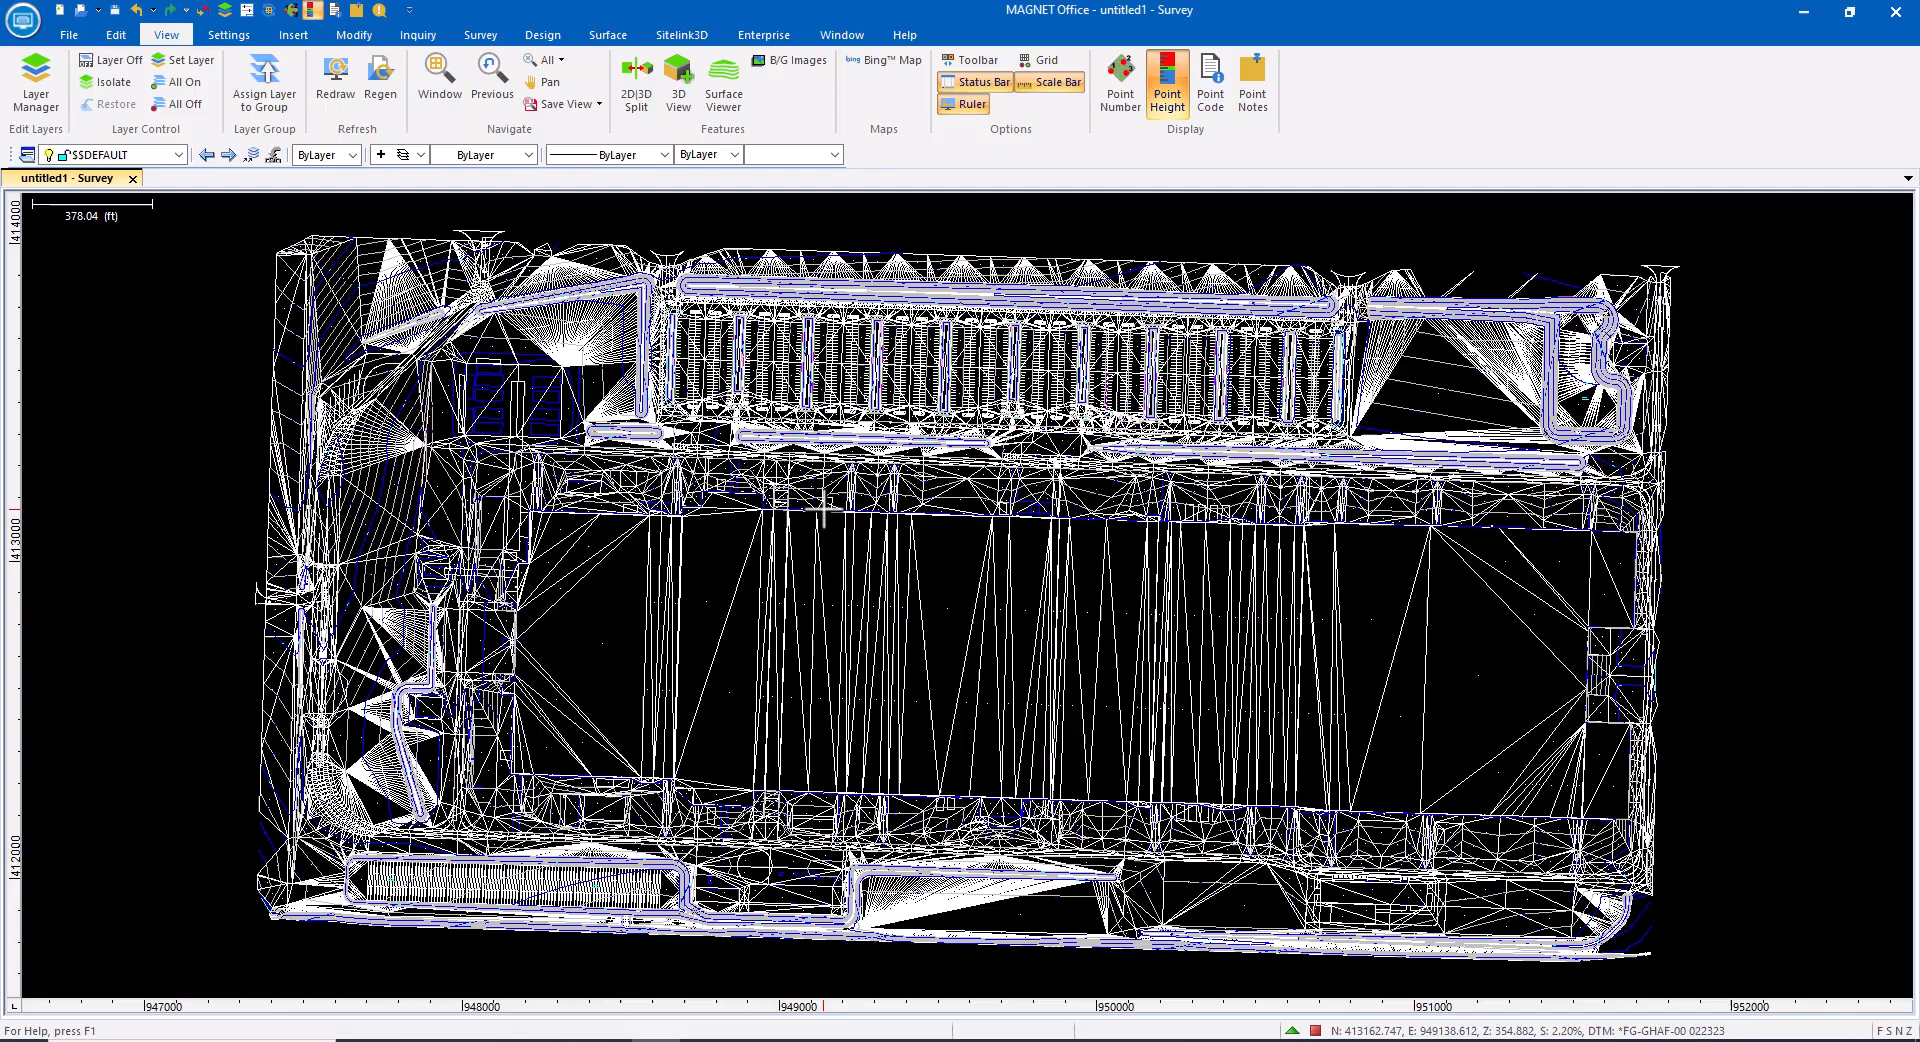 MAGNET Office - untitled1 - Survey
File Edit View Settings Insert Modify Inquiry Survey Design Surface Sitelink3D Enterprise Window Help
Layer Manager
Edit Layers
Layer Off Set Layer
Isolate All On
Restore All Off
Layer Control
Assign Layer to Group
Layer Group
Redraw Regen
Refresh
Window Previous
All
Pan
Save View
Navigate
2D|3D Split
3D View
Surface Viewer
B/G Images
Features
bing Bing™ Map
Maps
Toolbar Grid
Status Bar Scale Bar
Ruler
Options
Point Number
Point Height
Point Code
Point Notes
Display
'$$DEFAULT ByLayer ByLayer ByLayer ByLayer
untitled1 - Survey
378.04 (ft)
414000
413000
412000
947000 948000 949000 950000 951000 952000
For Help, press F1
N: 413162.747, E: 949138.612, Z: 354.882, S: 2.20%, DTM: *FG-GHAF-00 022323
F S N Z